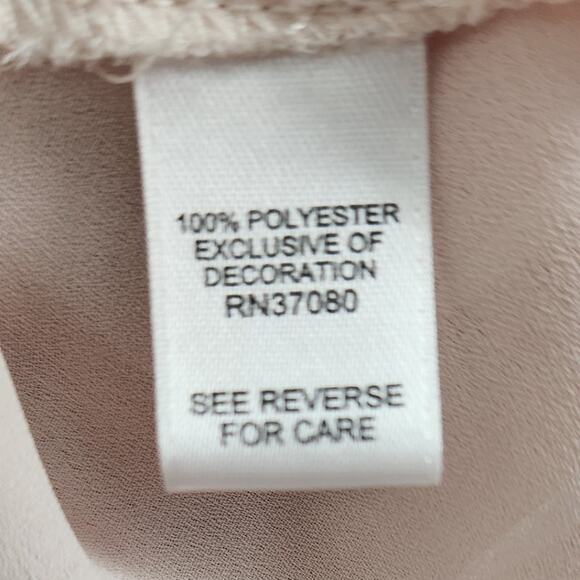 100% POLYESTER
EXCLUSIVE OF
DECORATION
RN37080
SEE REVERSE
FOR CARE